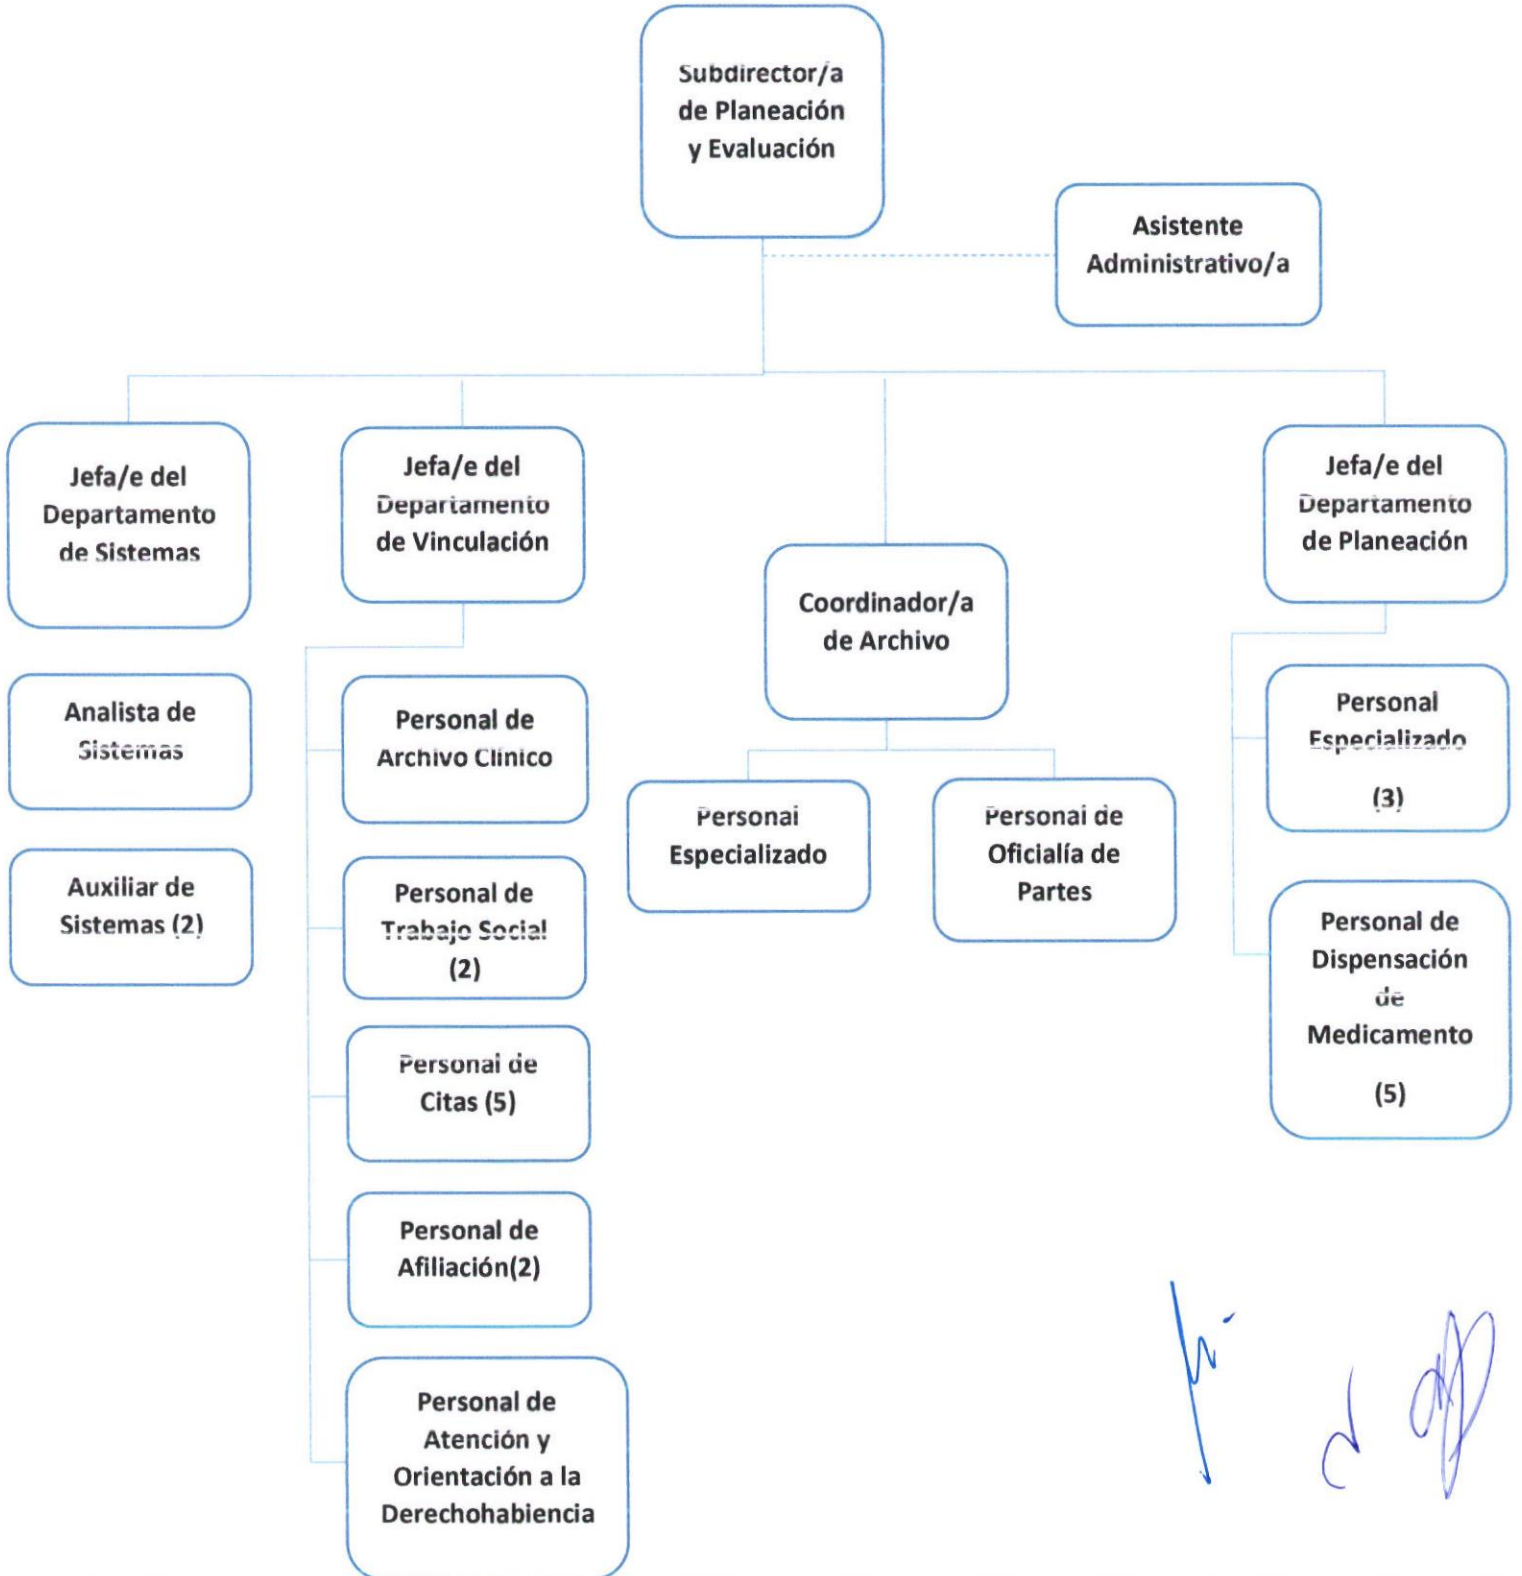 Subdirector/a
de Planeación
y Evaluación
Asistente
Administrativo/a
Jefa/e del
Departamento
de Sistemas
Analista de
Sistemas
Auxiliar de
Sistemas (2)
Jefa/e del
Departamento
de Vinculación
Personal de
Archivo Clínico
Personal de
Trabajo Social
(2)
Personal de
Citas (5)
Personal de
Afiliación(2)
Personal de
Atención y
Orientación a la
Derechohabiencia
Coordinador/a
de Archivo
Personal
Especializado
Personal de
Oficialía de
Partes
Jefa/e del
Departamento
de Planeación
Personal
Especializado
(3)
Personal de
Dispensación
de
Medicamento
(5)